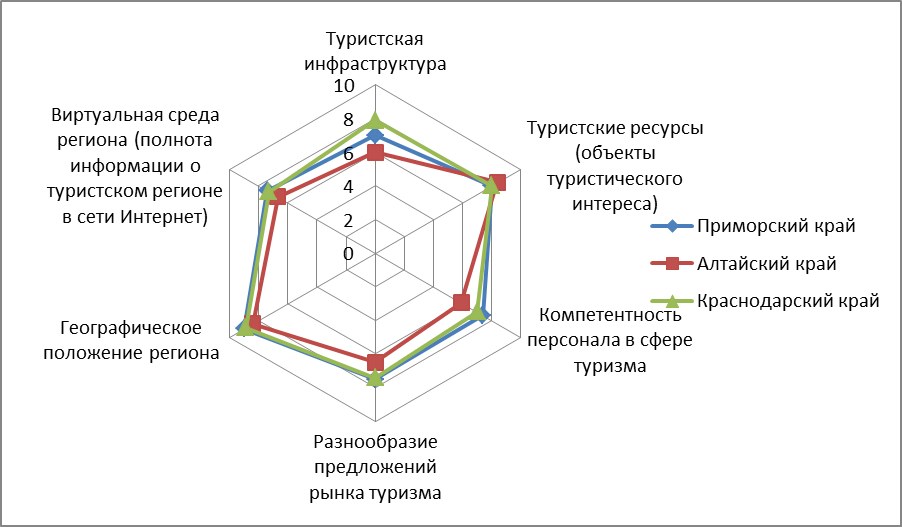 Туристская
инфраструктура
10
8
6
4
2
0
Виртуальная среда
региона (полнота
информации о
туристском регионе
в сети Интернет)
Туристские ресурсы
(объекты
туристического
интереса)
Приморский край
Алтайский край
Краснодарский край
Географическое
положение региона
Компетентность
персонала в сфере
туризма
Разнообразие
предложений
рынка туризма